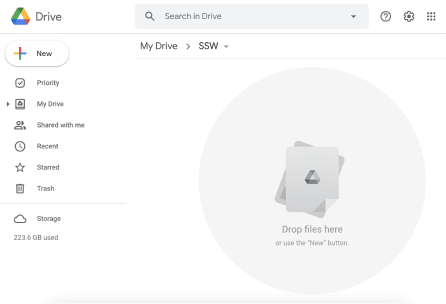 Drive
Search in Drive
New
My Drive > SSW
Priority
My Drive
Shared with me
Recent
Starred
Trash
Storage
223.6 GB used
Drop files here
or use the "New" button.